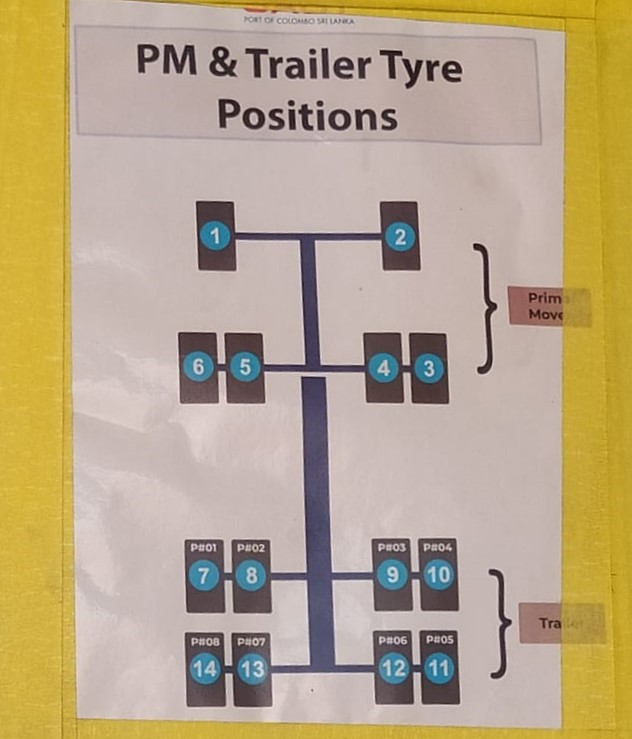 PORT OF COLOMBO SRI LANKA
PM & Trailer Tyre
Positions
1 2
6 5 4 3
Prim
Move
P#01 P#02 P#03 P#04
7 8 9 10
P#08 P#07 P#06 P#05
14 13 12 11
Trailer